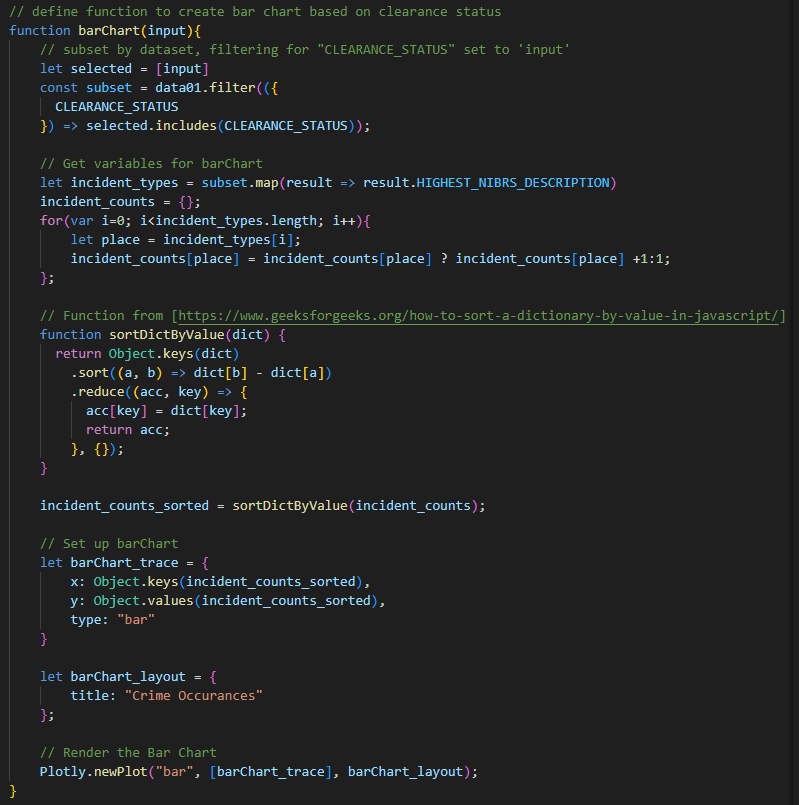 // define function to create bar chart based on clearance status
function barChart(input){
    // subset by dataset, filtering for "CLEARANCE_STATUS" set to 'input'
    let selected = [input]
    const subset = data01.filter(({
      CLEARANCE_STATUS
    }) => selected.includes(CLEARANCE_STATUS));

    // Get variables for barChart
    let incident_types = subset.map(result => result.HIGHEST_NIBRS_DESCRIPTION)
    incident_counts = {};
    for(var i=0; i<incident_types.length; i++){
        let place = incident_types[i];
        incident_counts[place] = incident_counts[place] ? incident_counts[place] +1:1;
    };

    // Function from [https://www.geeksforgeeks.org/how-to-sort-a-dictionary-by-value-in-javascript/]
    function sortDictByValue(dict) {
      return Object.keys(dict)
        .sort((a, b) => dict[b] - dict[a])
        .reduce((acc, key) => {
          acc[key] = dict[key];
          return acc;
        }, {});
    }

    incident_counts_sorted = sortDictByValue(incident_counts);

    // Set up barChart
    let barChart_trace = {
        x: Object.keys(incident_counts_sorted),
        y: Object.values(incident_counts_sorted),
        type: "bar"
    }

    let barChart_layout = {
        title: "Crime Occurances"
    };

    // Render the Bar Chart
    Plotly.newPlot("bar", [barChart_trace], barChart_layout);
}